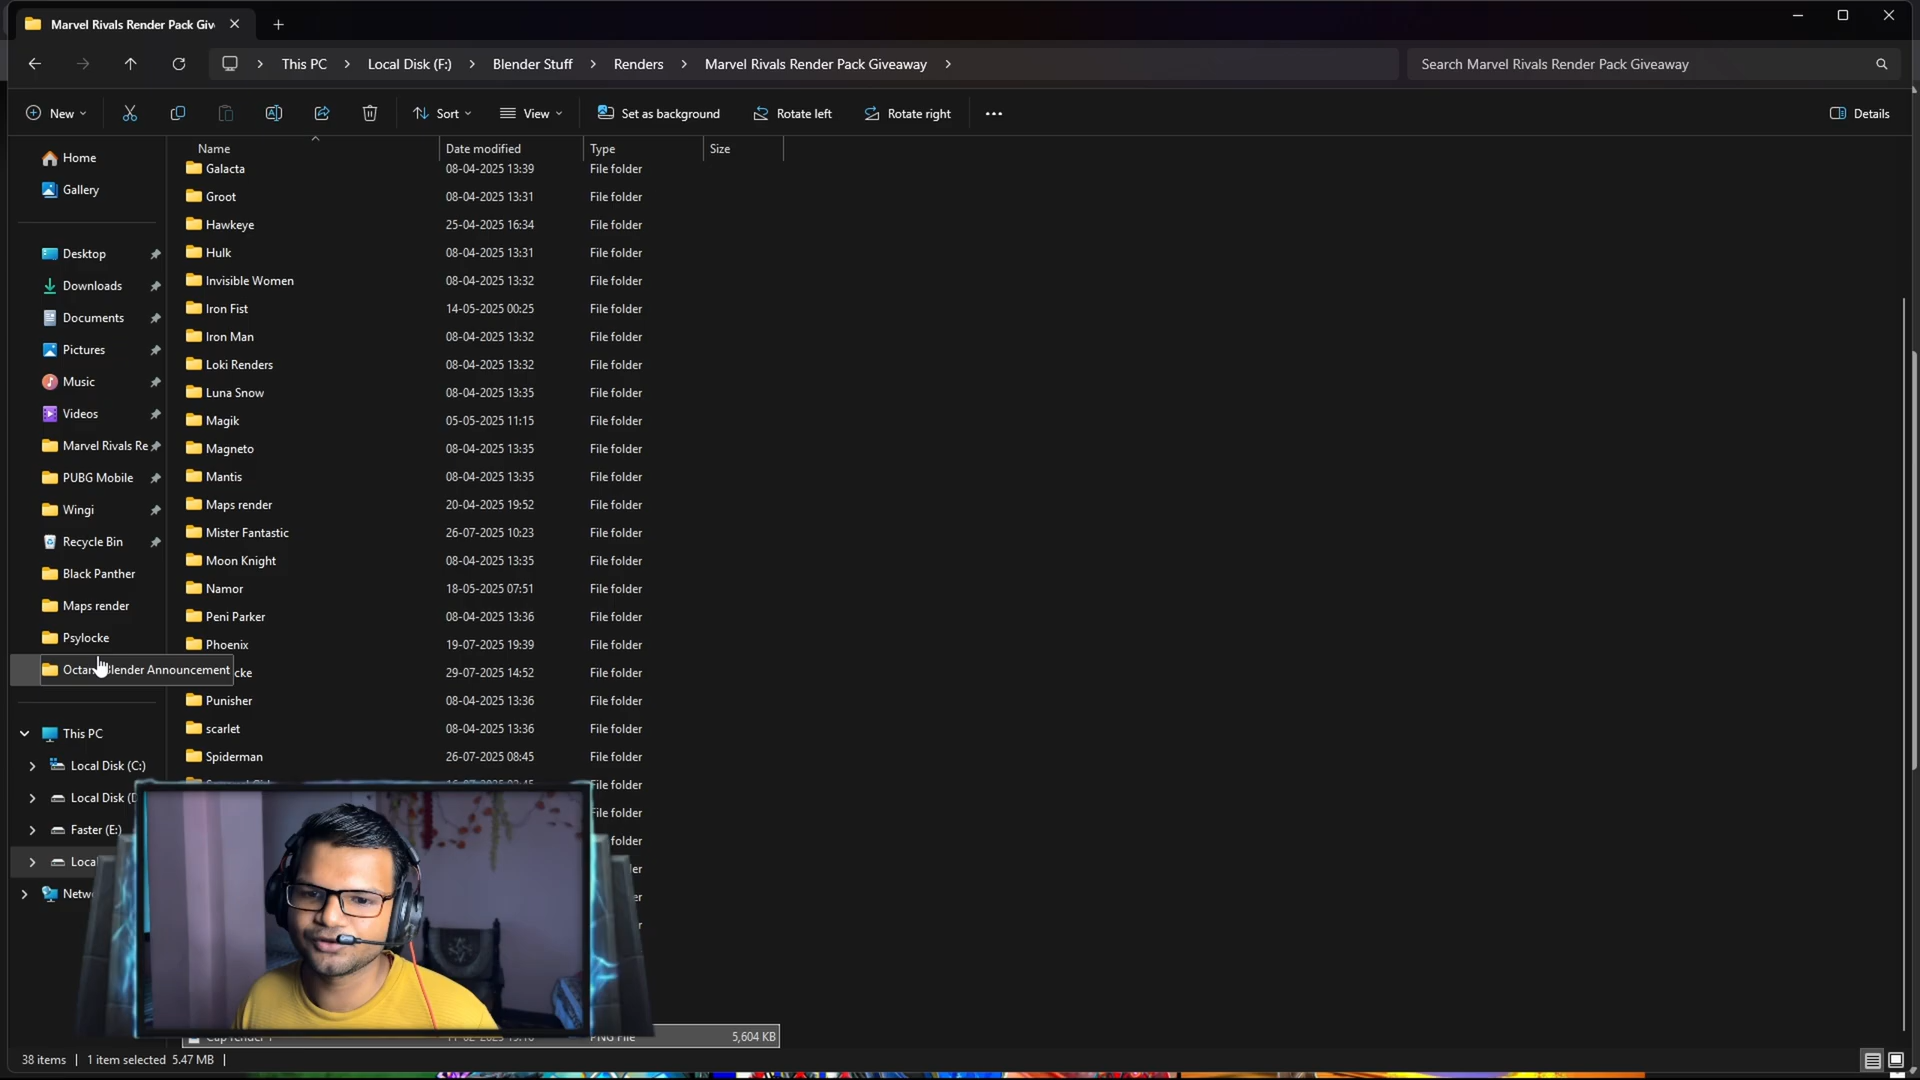 Marvel Rivals Render Pack Giv
This PC
Local Disk (F:)
Blender Stuff
Renders
Marvel Rivals Render Pack Giveaway
Search Marvel Rivals Render Pack Giveaway
New
Sort
View
Set as background
Rotate left
Rotate right
Details
Home
Gallery
Desktop
Downloads
Documents
Pictures
Music
Videos
Marvel Rivals Re
PUBG Mobile
Wingi
Recycle Bin
Black Panther
Maps render
Psylocke
Blender Announcement
This PC
Local Disk (C:)
Local Disk
Faster (E:)
Name Date modified Type Size
Galacta 08-04-2025 13:39 File folder
Groot 08-04-2025 13:31 File folder
Hawkeye 25-04-2025 16:34 File folder
Hulk 08-04-2025 13:31 File folder
Invisible Women 08-04-2025 13:32 File folder
Iron Fist 14-05-2025 00:25 File folder
Iron Man 08-04-2025 13:32 File folder
Loki Renders 08-04-2025 13:32 File folder
Luna Snow 08-04-2025 13:35 File folder
Magik 05-05-2025 11:15 File folder
Magneto 08-04-2025 13:35 File folder
Mantis 08-04-2025 13:35 File folder
Maps render 20-04-2025 19:52 File folder
Mister Fantastic 26-07-2025 10:23 File folder
Moon Knight 08-04-2025 13:35 File folder
Namor 18-05-2025 07:51 File folder
Peni Parker 08-04-2025 13:36 File folder
Phoenix 19-07-2025 19:39 File folder
cke 29-07-2025 14:52 File folder
Punisher 08-04-2025 13:36 File folder
scarlet 08-04-2025 13:36 File folder
Spiderman 26-07-2025 08:45 File folder
File folder
File folder
folder
5,604 KB
38 items 1 item selected 5.47 MB